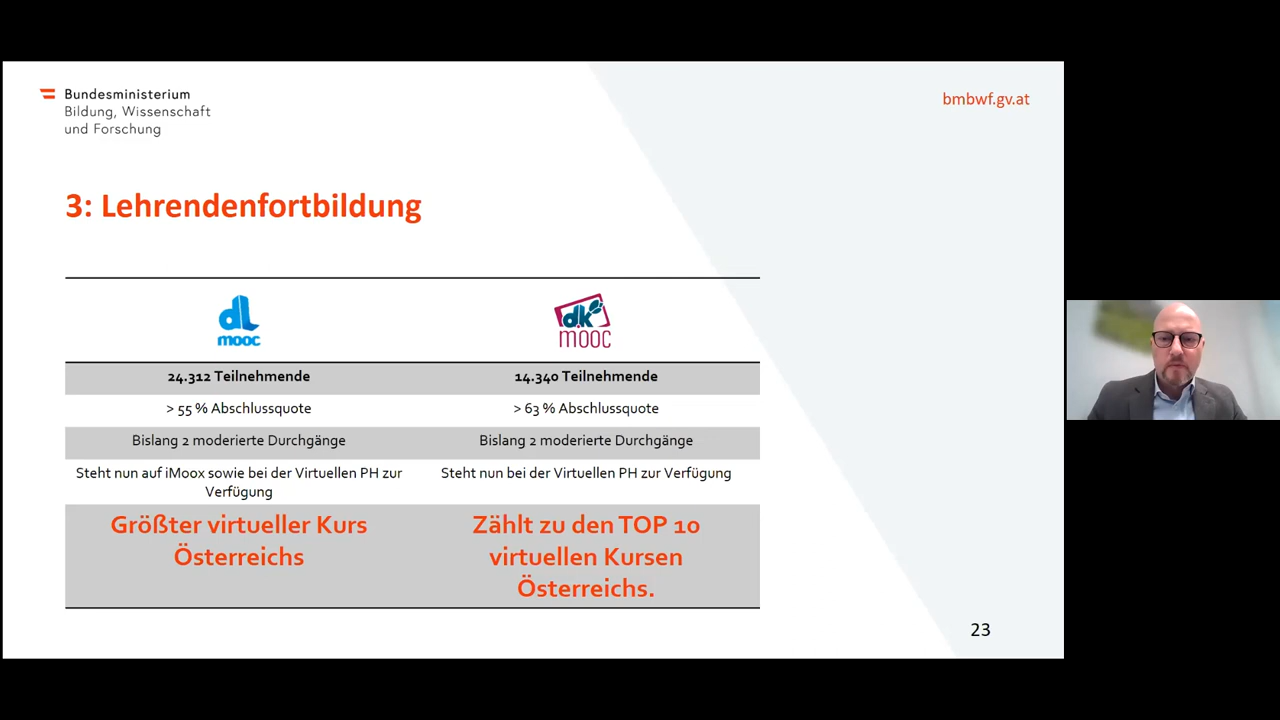 Bundesministerium
Bildung, Wissenschaft
und Forschung
bmbwf.gv.at
3: Lehrendenfortbildung
dL
mooc
d.k
mooc
24.312 Teilnehmende
14.340 Teilnehmende
> 55 % Abschlussquote
> 63 % Abschlussquote
Bislang 2 moderierte Durchgänge
Bislang 2 moderierte Durchgänge
Steht nun auf iMoox sowie bei der Virtuellen PH zur
Verfügung
Steht nun bei der Virtuellen PH zur Verfügung
Größter virtueller Kurs
Österreichs
Zählt zu den TOP 10
virtuellen Kursen
Österreichs.
23